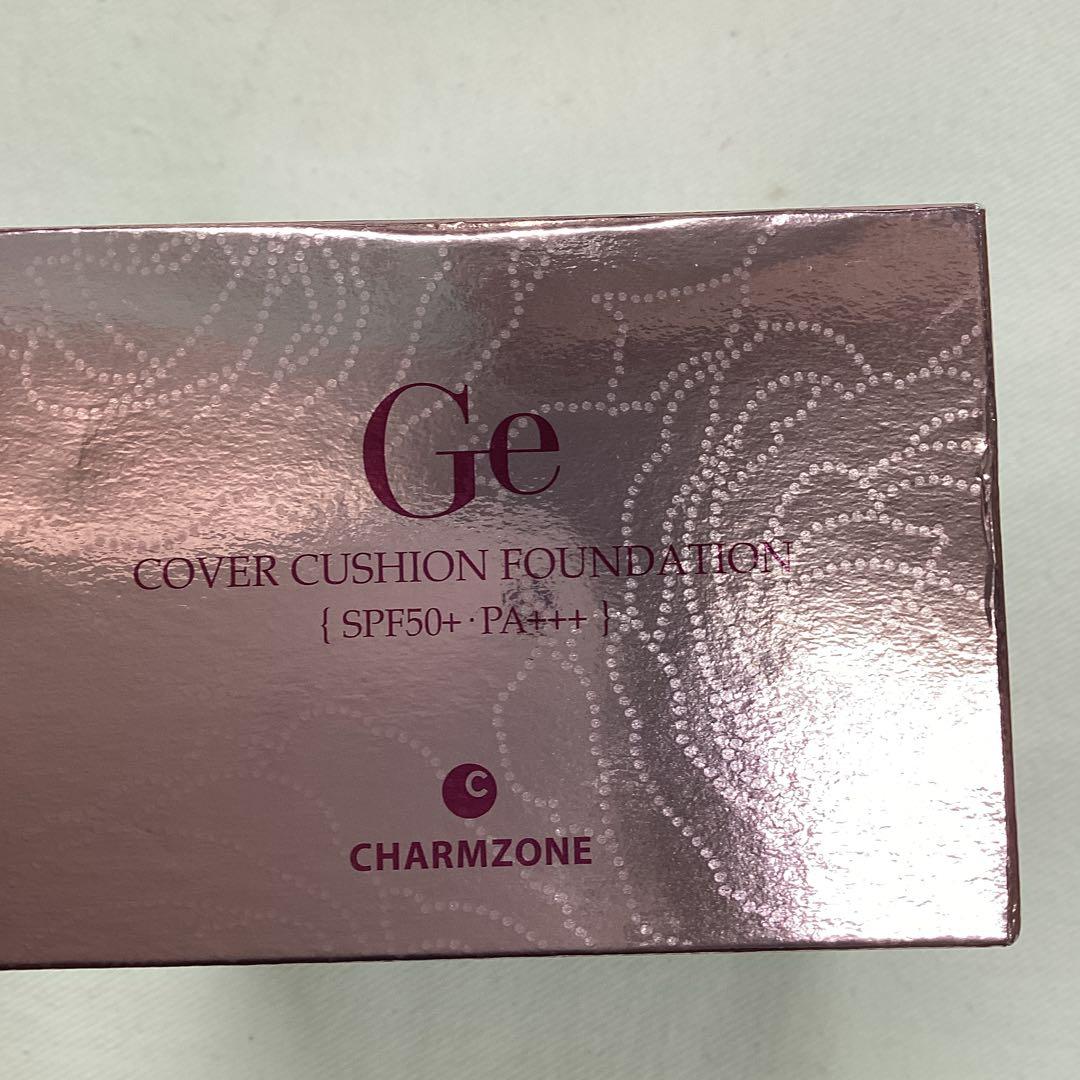 Ge
COVER CUSHION FOUNDATION
{ SPF50+·PA+++ }
C
CHARMZONE